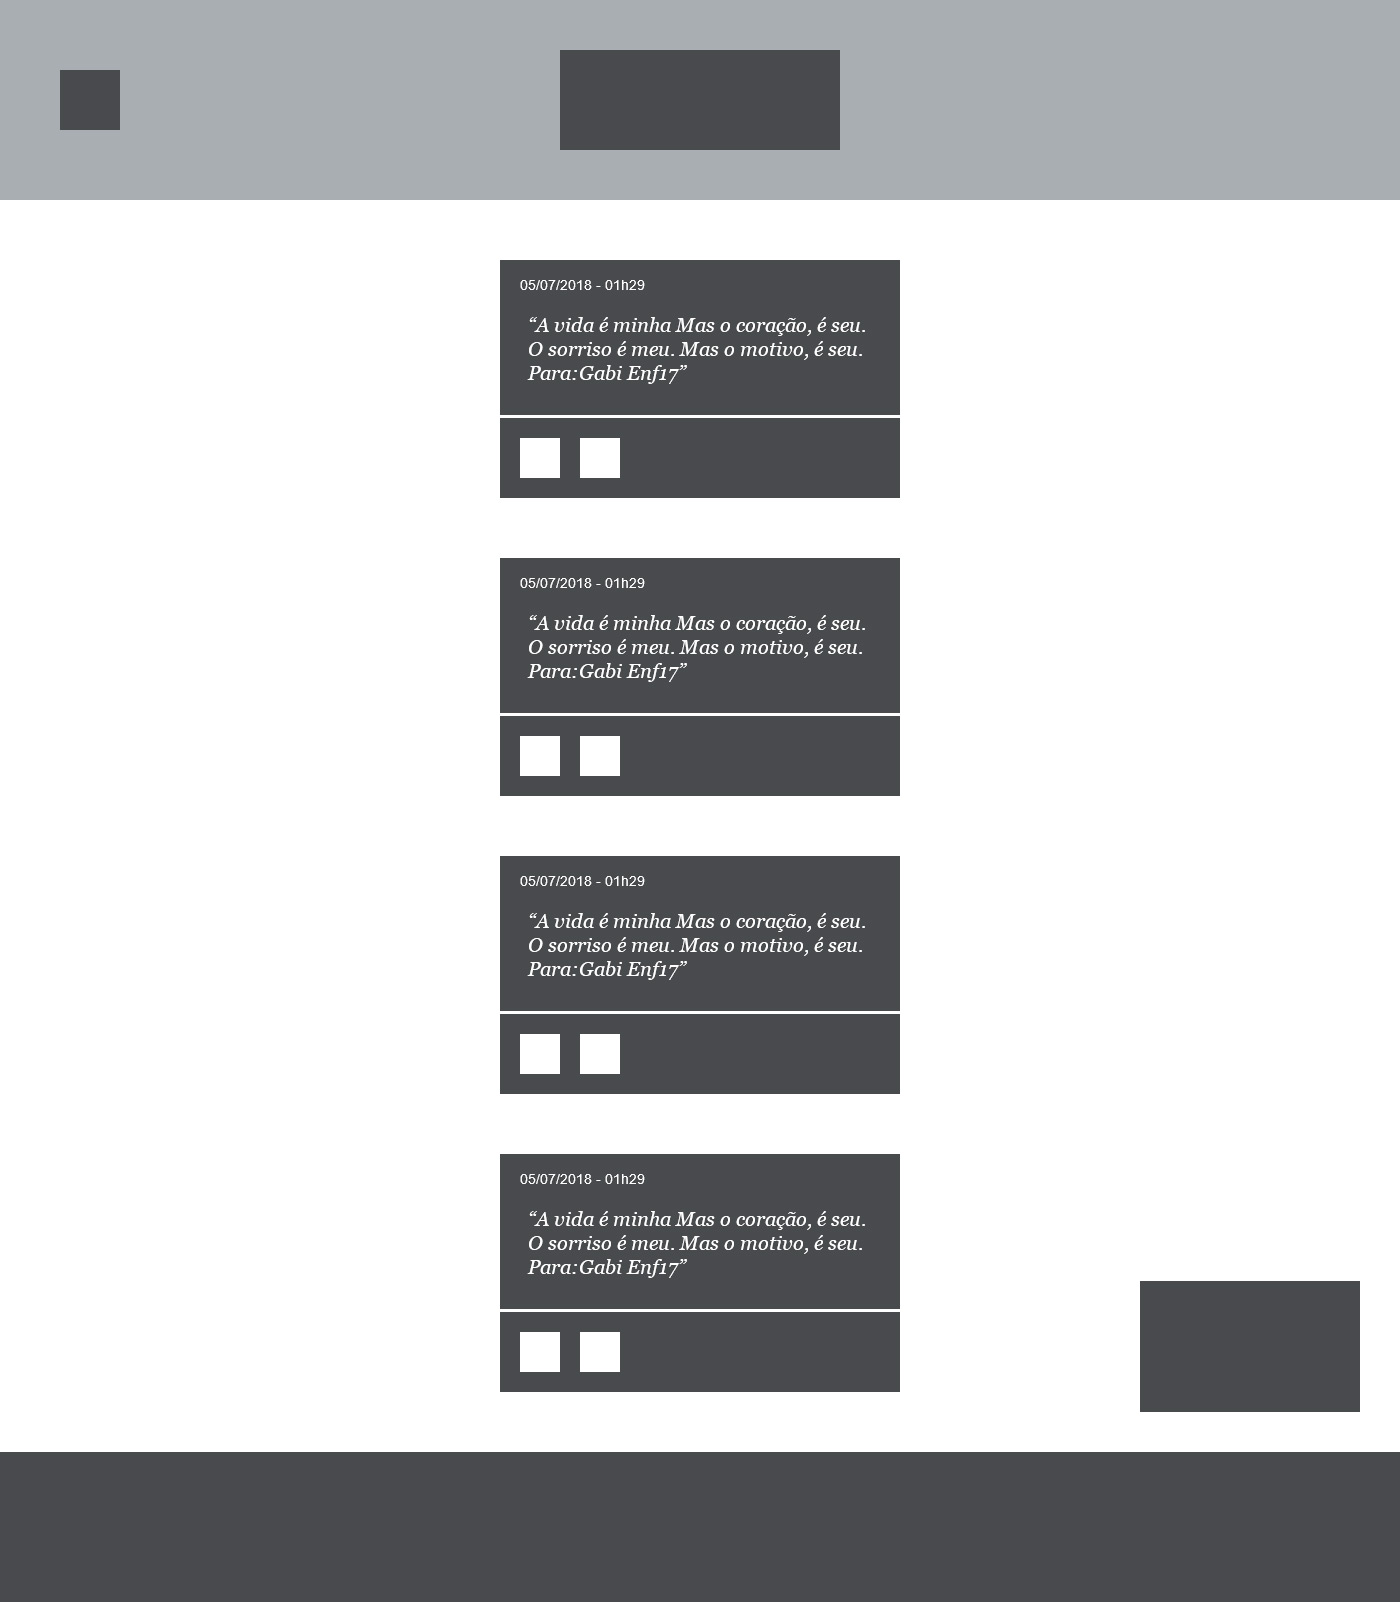 05/07/2018 - 01h29
“A vida é minha Mas o coração, é seu.
O sorriso é meu. Mas o motivo, é seu.
Para:Gabi Enf17”
05/07/2018 - 01h29
“A vida é minha Mas o coração, é seu.
O sorriso é meu. Mas o motivo, é seu.
Para:Gabi Enf17”
05/07/2018 - 01h29
“A vida é minha Mas o coração, é seu.
O sorriso é meu. Mas o motivo, é seu.
Para:Gabi Enf17”
05/07/2018 - 01h29
“A vida é minha Mas o coração, é seu.
O sorriso é meu. Mas o motivo, é seu.
Para:Gabi Enf17”